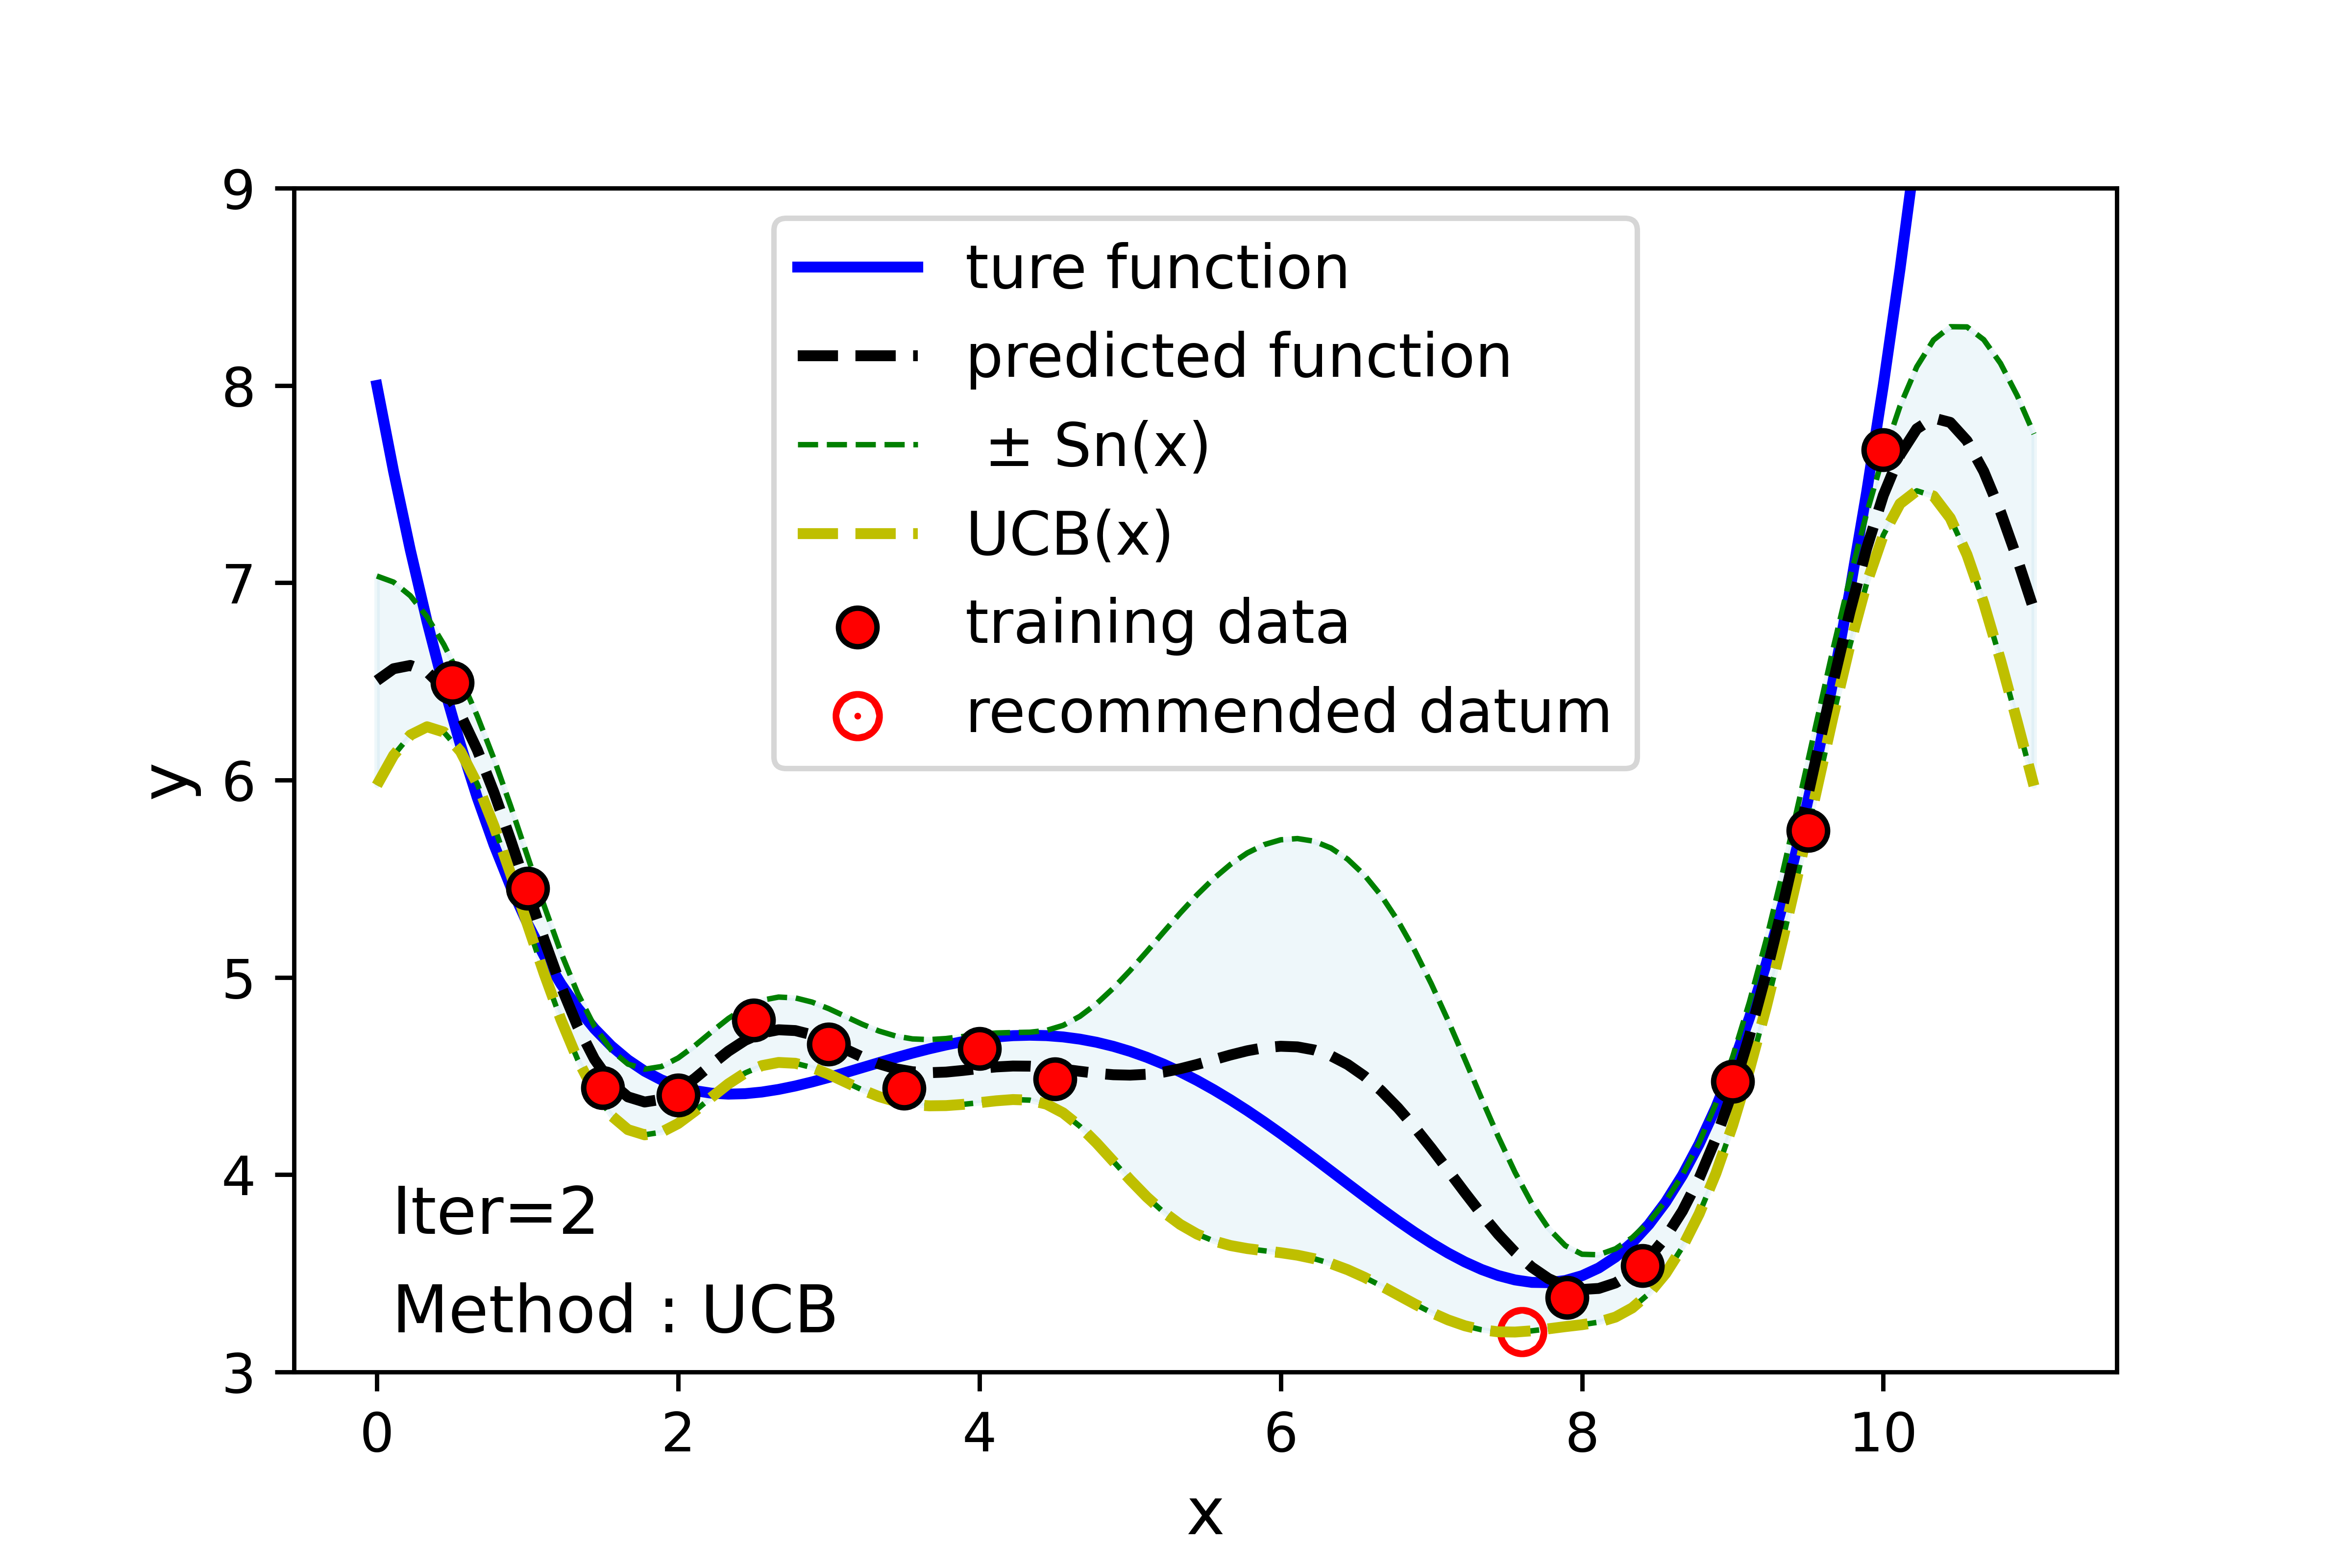 9
8
7
6
5
4
3
y
ture function
predicted function
± Sn(x)
UCB(x)
training data
recommended datum
Iter=2
Method : UCB
0 2 4 6 8 10
x